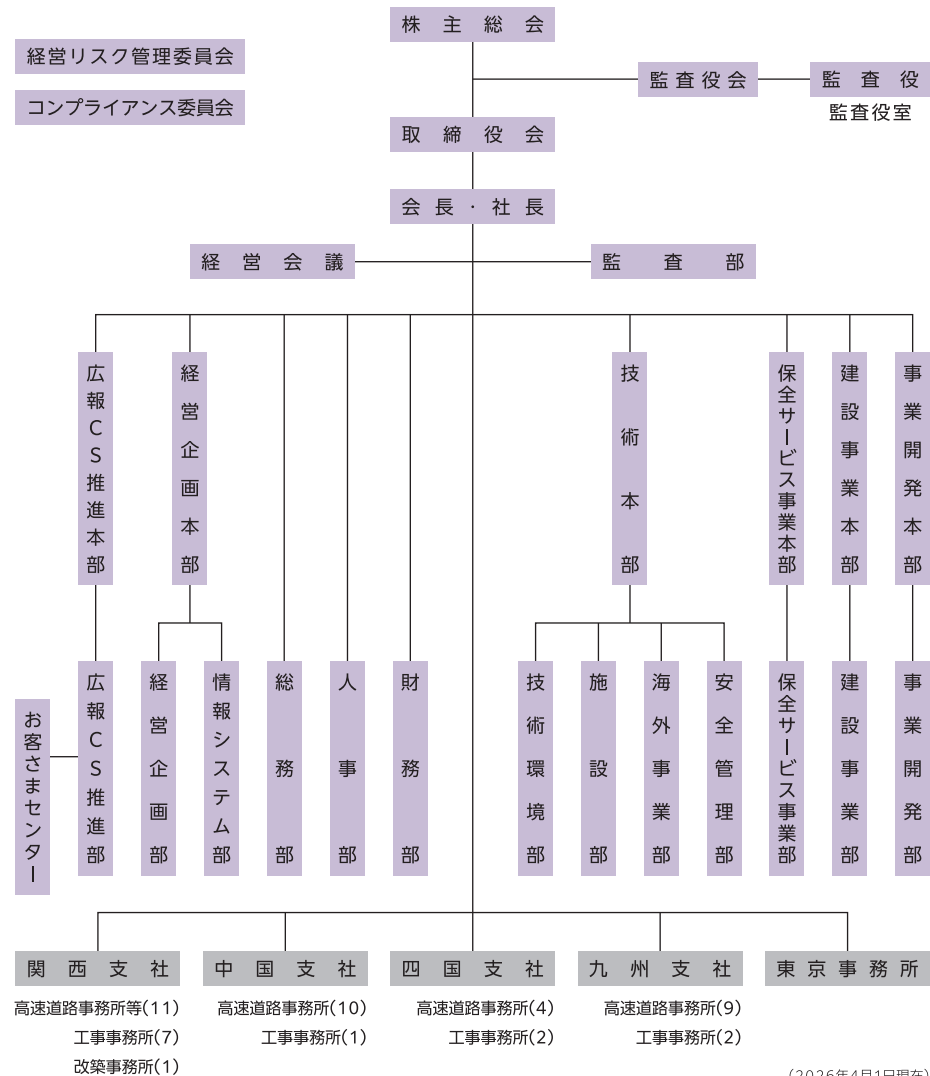 株主総会
経営リスク管理委員会
コンプライアンス委員会
監査役会
監査役
監査役室
取締役会
会長・社長
経営会議
監査部
広報CS推進本部
経営企画本部
技術本部
保全サービス事業本部
建設事業本部
事業開発本部
お客さまセンター
広報CS推進部
経営企画部
情報システム部
総務部
人事部
財務部
技術環境部
施設部
海外事業部
安全管理部
保全サービス事業部
建設事業部
事業開発部
関西支社
高速道路事務所等(11)
工事事務所(7)
改築事務所(1)
中国支社
高速道路事務所(10)
工事事務所(1)
四国支社
高速道路事務所(4)
工事事務所(2)
九州支社
高速道路事務所(9)
工事事務所(2)
東京事務所
(2026年4月1日現在)